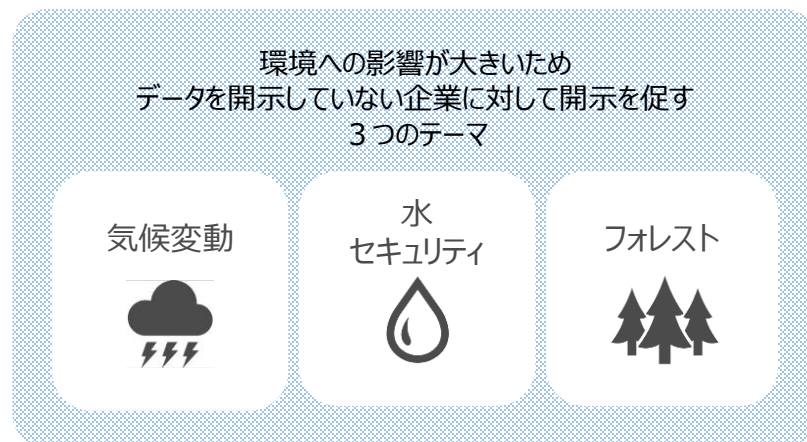 環境への影響が大きいため
データを開示していない企業に対して開示を促す
３つのテーマ
気候変動
水
セキュリティ
フォレスト